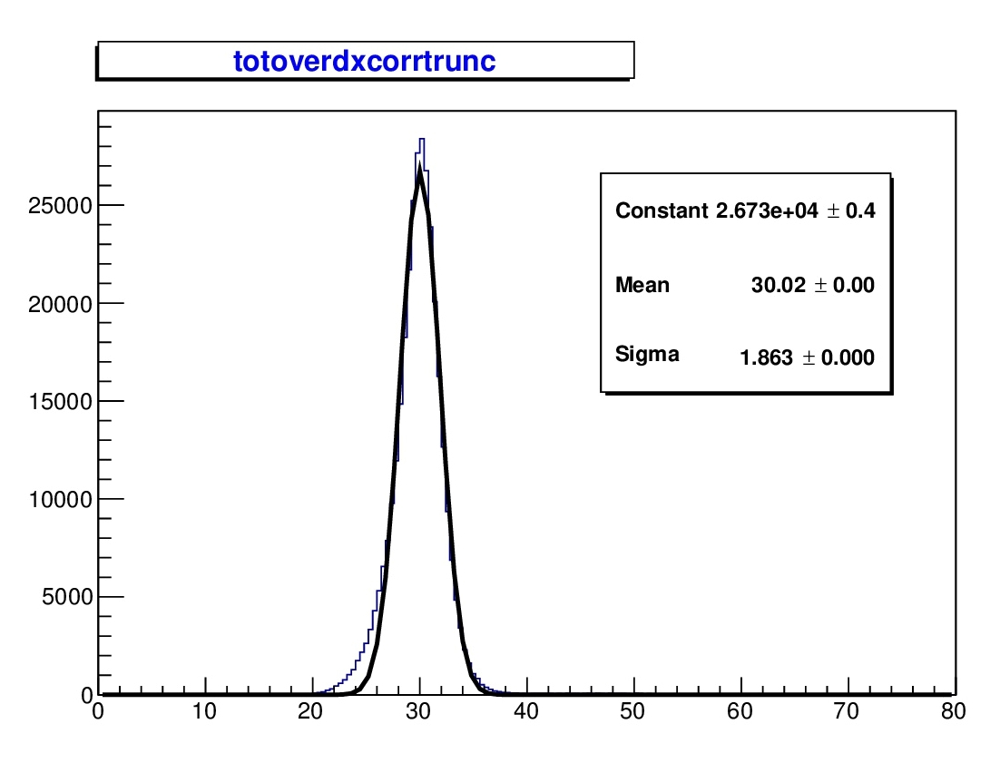 totoverdxcorrtrunc
Constant 2.673e+04 ± 0.4
Mean 30.02 ± 0.00
Sigma 1.863 ± 0.000
25000
20000
15000
10000
5000
0
0 10 20 30 40 50 60 70 80